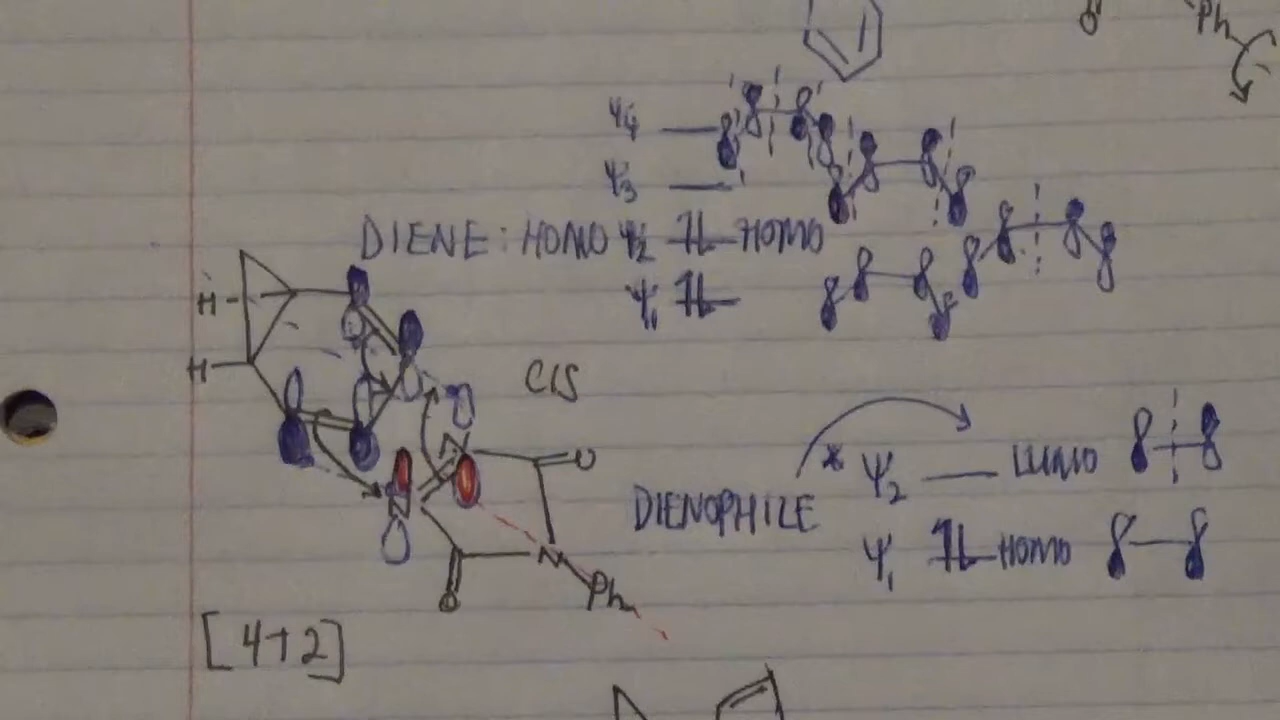 O
Ph
Ψ4
Ψ3
DIENE: HOMO Ψ2 HOMO
Ψ1
H
H
CIS
N
O
N
DIENOPHILE
* Ψ2 LUMO
Ψ1 HOMO
N
O
Ph
[4+2]